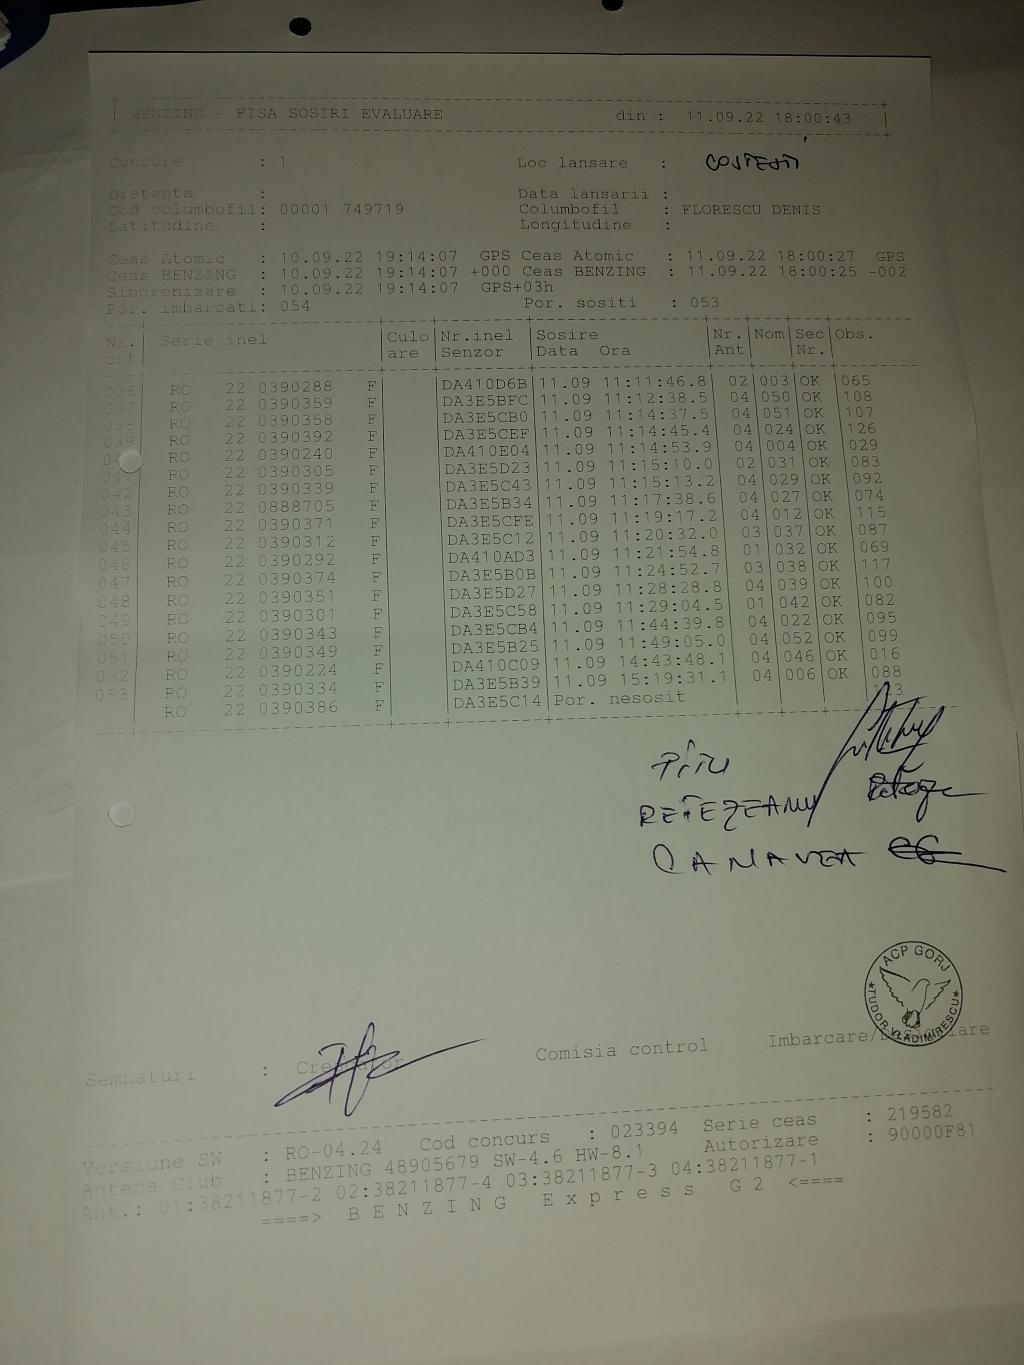 BENZING - FISA SOSIRI EVALUARE din : 11.09.22 18:00:43
Concurs : 1 Loc lansare : COSTESTI
Distanta : Data lansarii :
Cod columbofil: 00001 749719 Columbofil : FLORESCU DENIS
Latitudine : Longitudine :
Ceas Atomic : 10.09.22 19:14:07 GPS Ceas Atomic : 11.09.22 18:00:27 GPS
Ceas BENZING : 10.09.22 19:14:07 +000 Ceas BENZING : 11.09.22 18:00:25 -002
Sincronizare : 10.09.22 19:14:07 GPS+03h
Por. imbarcati: 054 Por. sositi : 053
Nr. Serie inel Culo Nr.inel Sosire Nr. Nom Sec Obs.
crt are Senzor Data Ora Ant Nr.
036 RO 22 0390288 F DA410D6B 11.09 11:11:46.8 02 003 OK 065
037 RO 22 0390359 F DA3E5BFC 11.09 11:12:38.5 04 050 OK 108
038 RO 22 0390358 F DA3E5CB0 11.09 11:14:37.5 04 051 OK 107
039 RO 22 0390392 F DA3E5CEF 11.09 11:14:45.4 04 024 OK 126
RO 22 0390240 F DA410E04 11.09 11:14:53.9 04 004 OK 029
041 RO 22 0390305 F DA3E5D23 11.09 11:15:10.0 02 031 OK 083
042 RO 22 0390339 F DA3E5C43 11.09 11:15:13.2 04 029 OK 092
043 RO 22 0888705 F DA3E5B34 11.09 11:17:38.6 04 027 OK 074
044 RO 22 0390371 F DA3E5CFE 11.09 11:19:17.2 04 012 OK 115
045 RO 22 0390312 F DA3E5C12 11.09 11:20:32.0 03 037 OK 087
046 RO 22 0390292 F DA410AD3 11.09 11:21:54.8 01 032 OK 069
047 RO 22 0390374 F DA3E5B0B 11.09 11:24:52.7 03 038 OK 117
048 RO 22 0390351 F DA3E5D27 11.09 11:28:28.8 04 039 OK 100
049 RO 22 0390301 F DA3E5C58 11.09 11:29:04.5 01 042 OK 082
050 RO 22 0390343 F DA3E5CB4 11.09 11:44:39.8 04 022 OK 095
051 RO 22 0390349 F DA3E5B25 11.09 11:49:05.0 04 052 OK 099
052 RO 22 0390224 F DA410C09 11.09 14:43:48.1 04 046 OK 016
053 RO 22 0390334 F DA3E5B39 11.09 15:19:31.1 04 006 OK 088
RO 22 0390386 F DA3E5C14 Por. nesosit
PITU
REFEZEANU
CANAVEA
ACP GORJ
TUDOR VLADIMIRESCU
Semnaturi : Crescator Comisia control Imbarcare/
Versiune SW : RO-04.24 Cod concurs : 023394 Serie ceas : 219582
Antena Club : BENZING 48905679 SW-4.6 HW-8.1 Autorizare : 90000F81
Ant.: 01:38211877-2 02:38211877-4 03:38211877-3 04:38211877-1
====> B E N Z I N G E x p r e s s G 2 <====